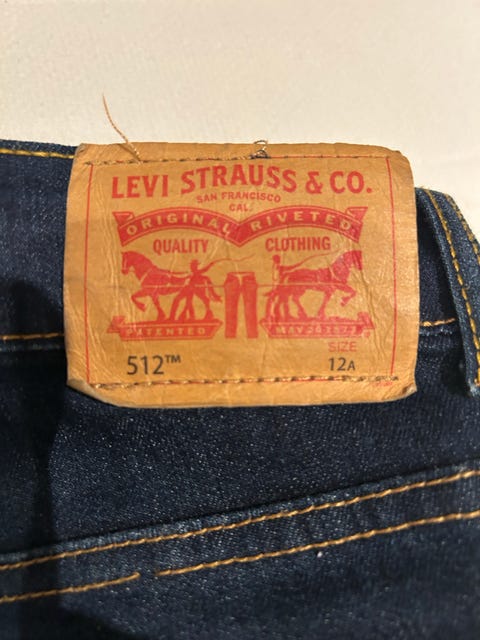 LEVI STRAUSS & CO.
SAN FRANCISCO
CAL.
ORIGINAL RIVETED
QUALITY CLOTHING
PATENTED MAY 20 1873
SIZE
512™ 12A